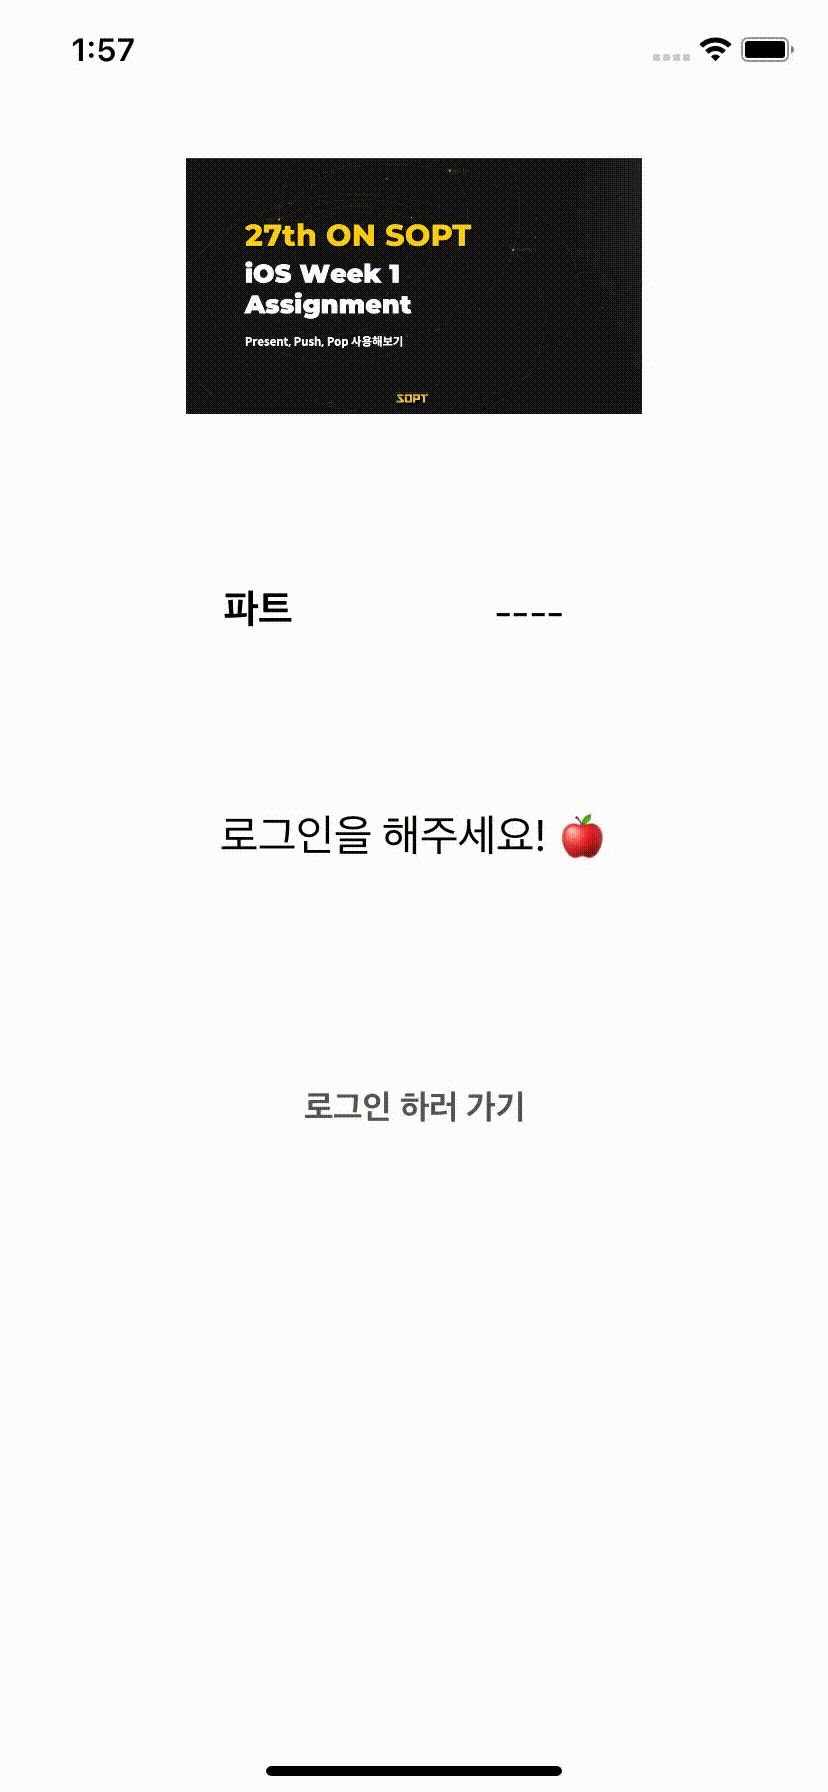 1:57
27th ON SOPT
iOS Week 1
Assignment
Present, Push, Pop 사용해보기
SOPT
파트 ----
로그인을 해주세요! 🍎
로그인 하러 가기